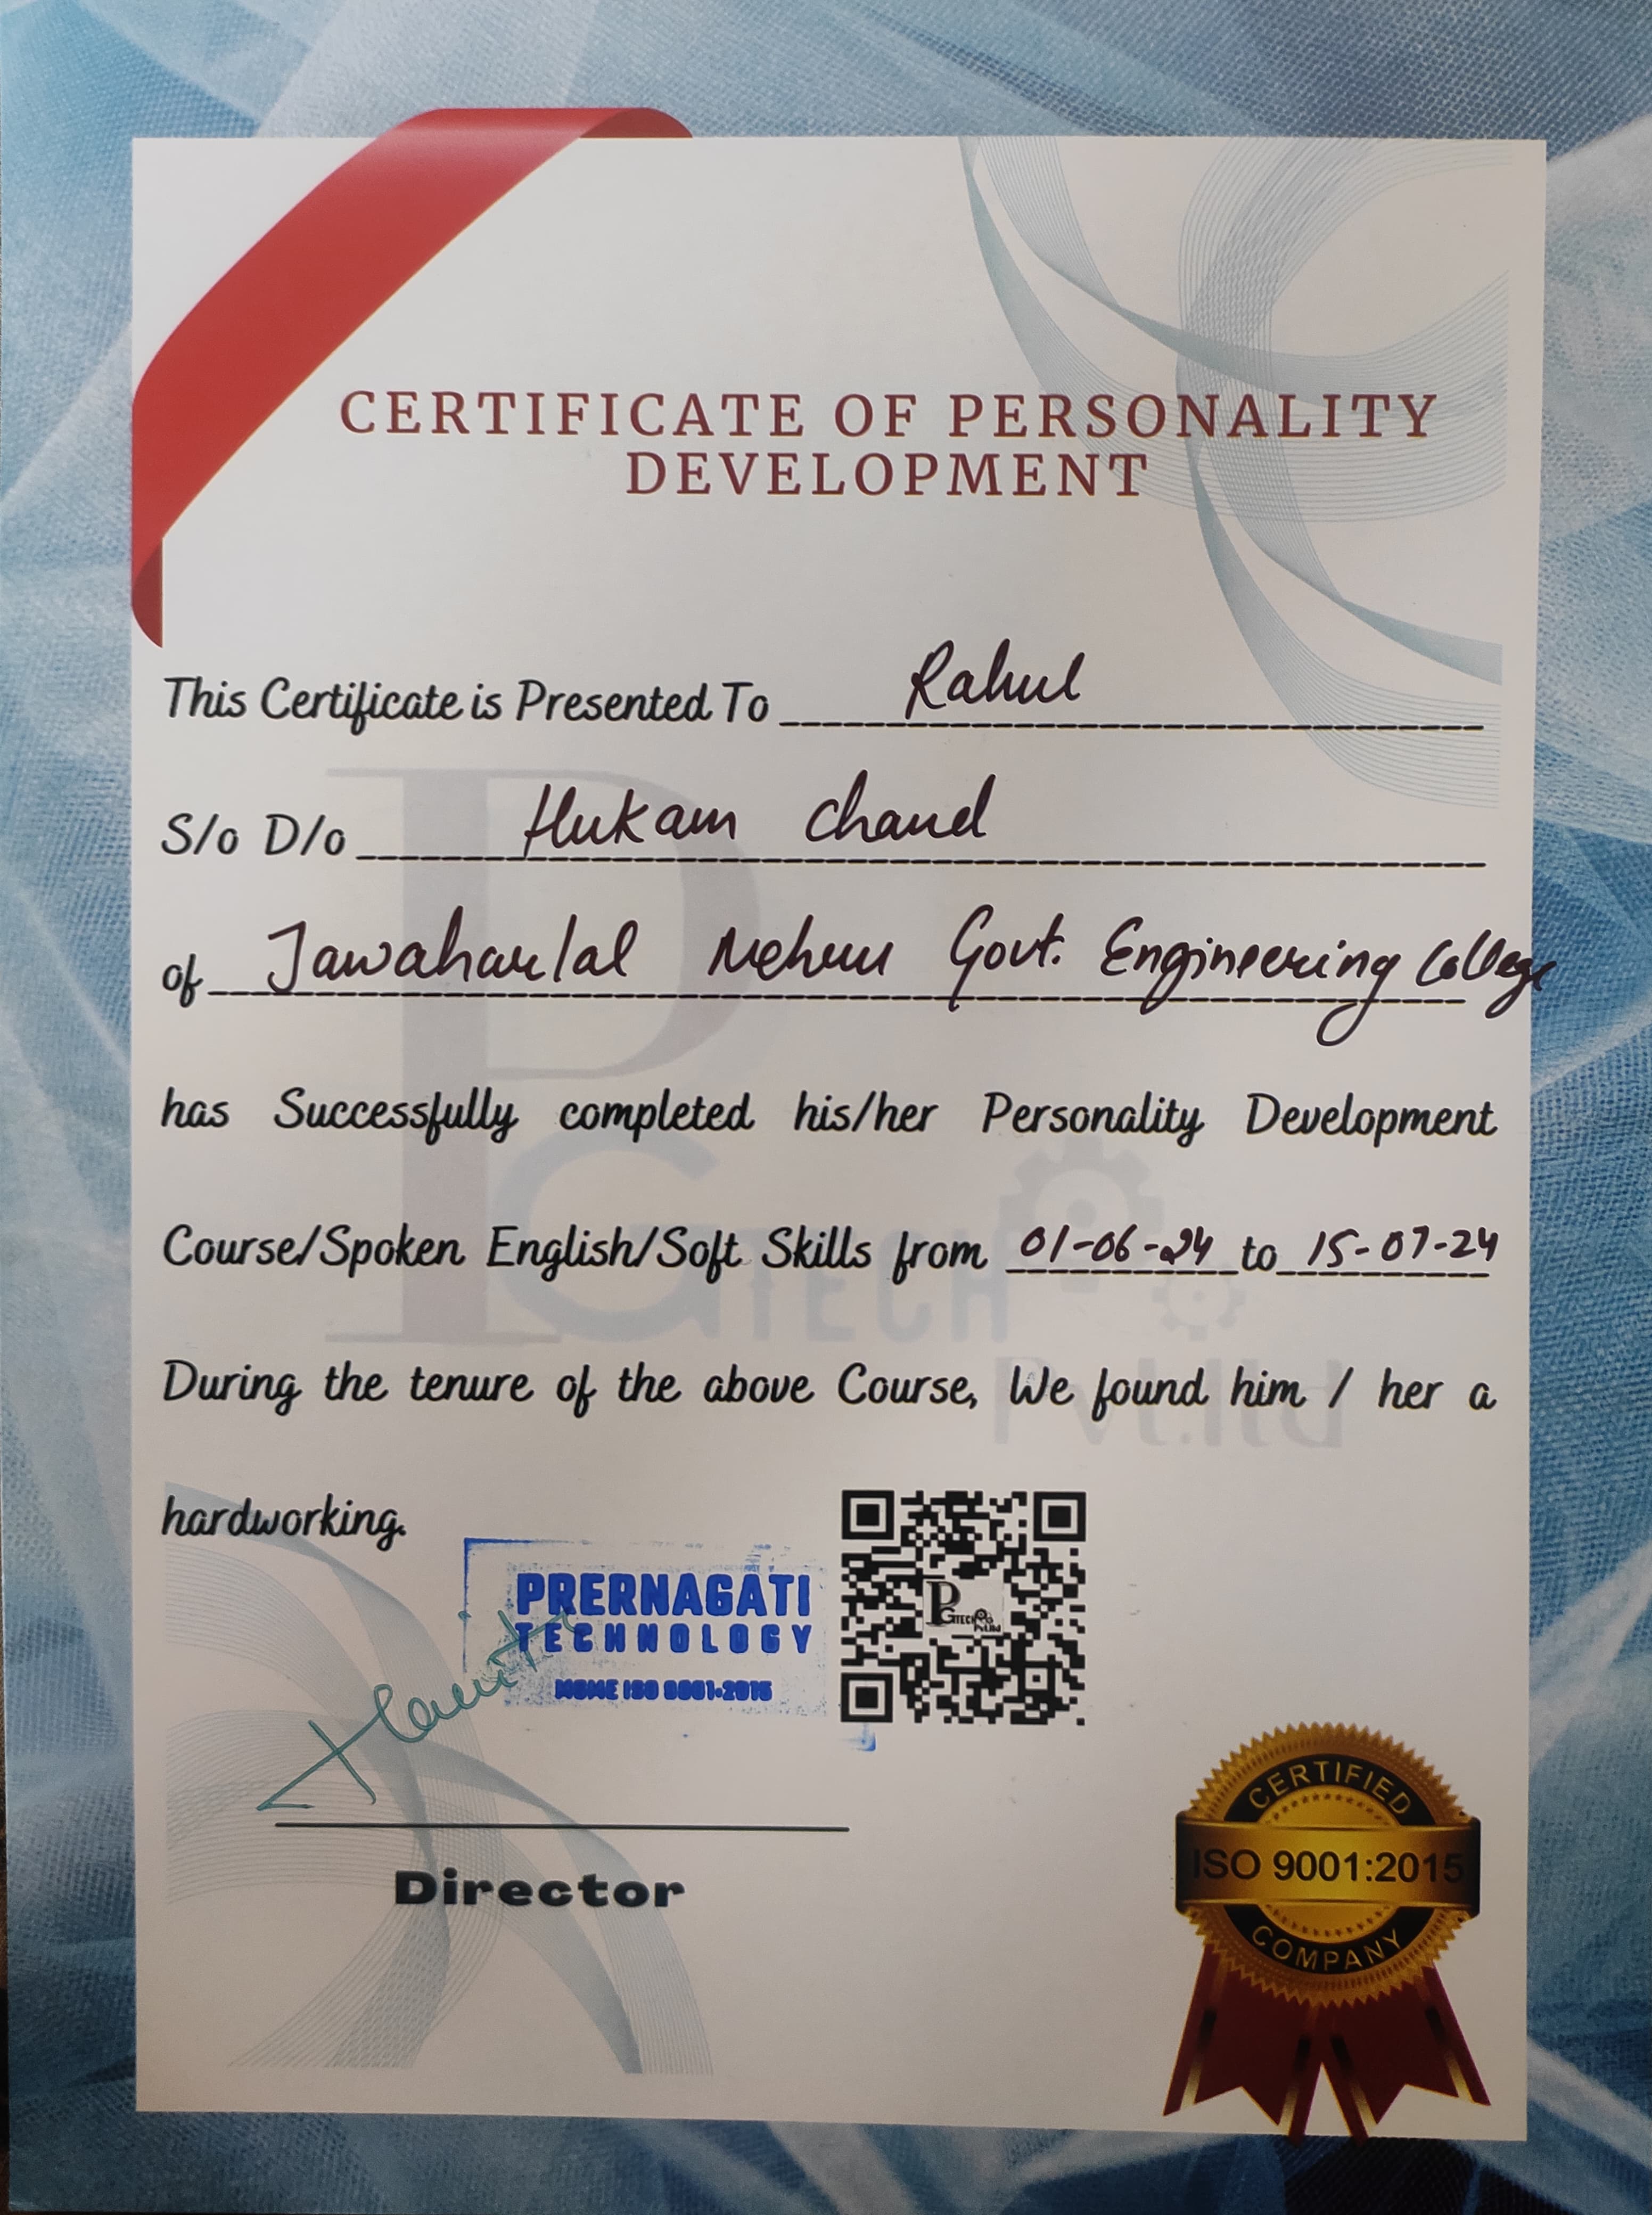 CERTIFICATE OF PERSONALITY
DEVELOPMENT
This Certificate is Presented To Rahul
S/o D/o Hukam Chand
of Jawaharlal Nehru Govt. Engineering College
has Successfully completed his/her Personality Development
Course/Spoken English/Soft Skills from 01-06-24 to 15-07-24
During the tenure of the above Course, We found him / her a
hardworking.
PRERNAGATI
TECHNOLOGY
MSME ISO 9001:2015
PGTECH
Pvt.ltd
Director
CERTIFIED
ISO 9001:2015
COMPANY